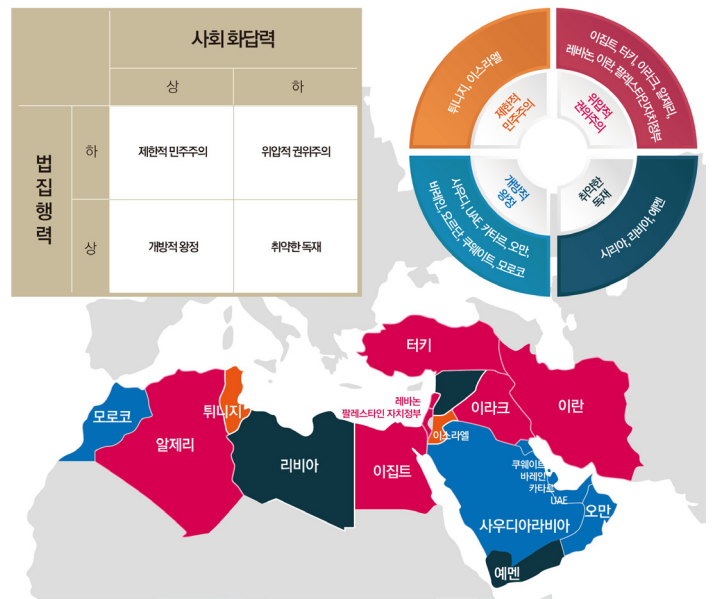 사회 화답력
상
하
법집행력
하
제한적 민주주의
위압적 권위주의
상
개방적 왕정
취약한 독재
튀니지, 이스라엘
이집트, 터키, 이라크, 알제리,
레바논, 이란, 팔레스타인자치정부
제한적
민주주의
위압적
권위주의
개방적
왕정
취약한
독재
사우디, UAE, 카타르, 오만,
바레인, 요르단, 쿠웨이트, 모로코
시리아, 리비아, 예멘
터키
레바논
팔레스타인 자치정부
이라크
이란
모로코
튀니지
알제리
리비아
이집트
이스라엘
쿠웨이트
바레인
카타르
UAE
사우디아라비아
오만
예멘